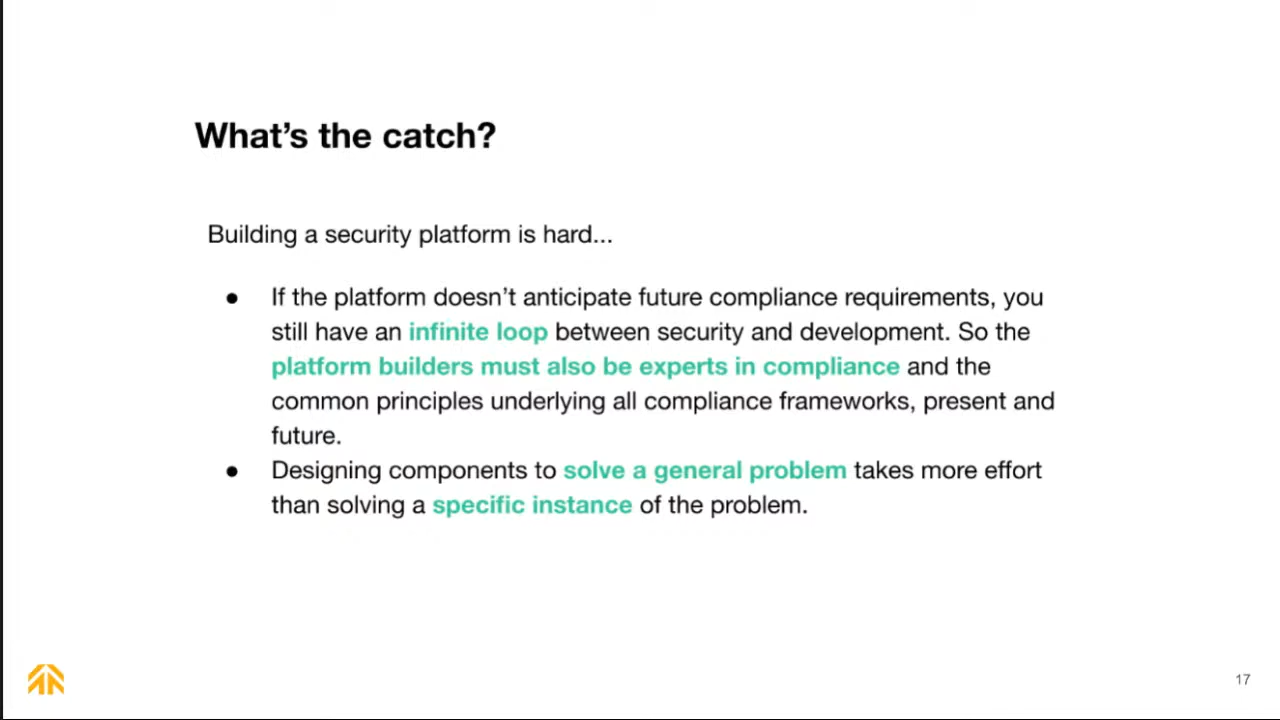 What's the catch?
Building a security platform is hard...
● If the platform doesn't anticipate future compliance requirements, you
still have an infinite loop between security and development. So the
platform builders must also be experts in compliance and the
common principles underlying all compliance frameworks, present and
future.
● Designing components to solve a general problem takes more effort
than solving a specific instance of the problem.
17